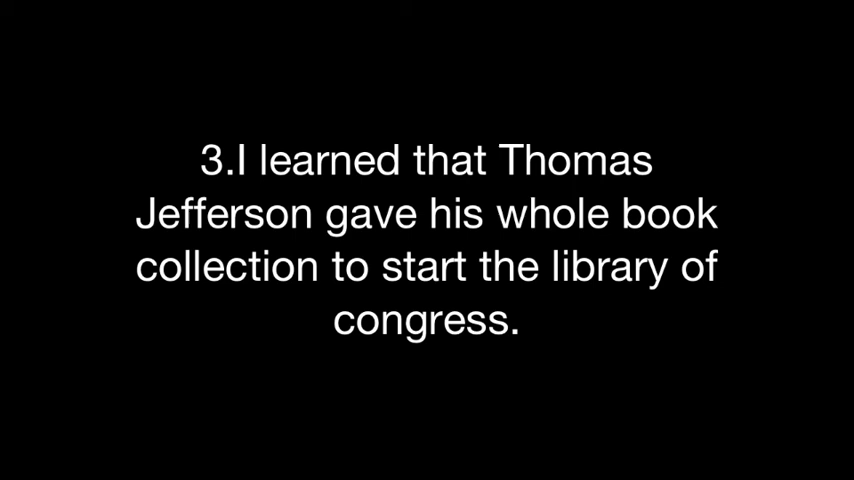 3.I learned that Thomas
Jefferson gave his whole book
collection to start the library of
congress.